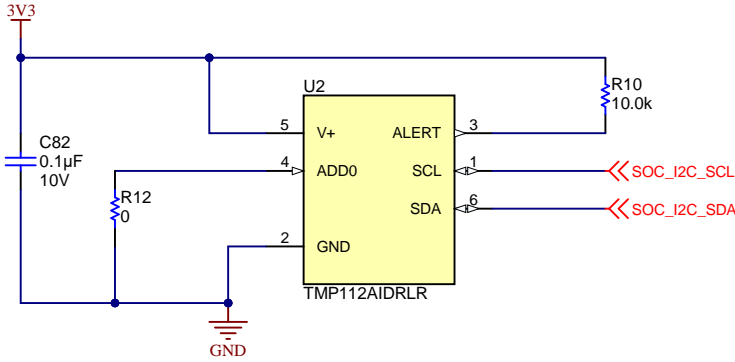 3V3
U2
R10
10.0k
C82
0.1µF
10V
5
V+
ALERT
3
4
ADD0
SCL
1
SOC_I2C_SCL
R12
0
SDA
6
SOC_I2C_SDA
2
GND
TMP112AIDRLR
GND